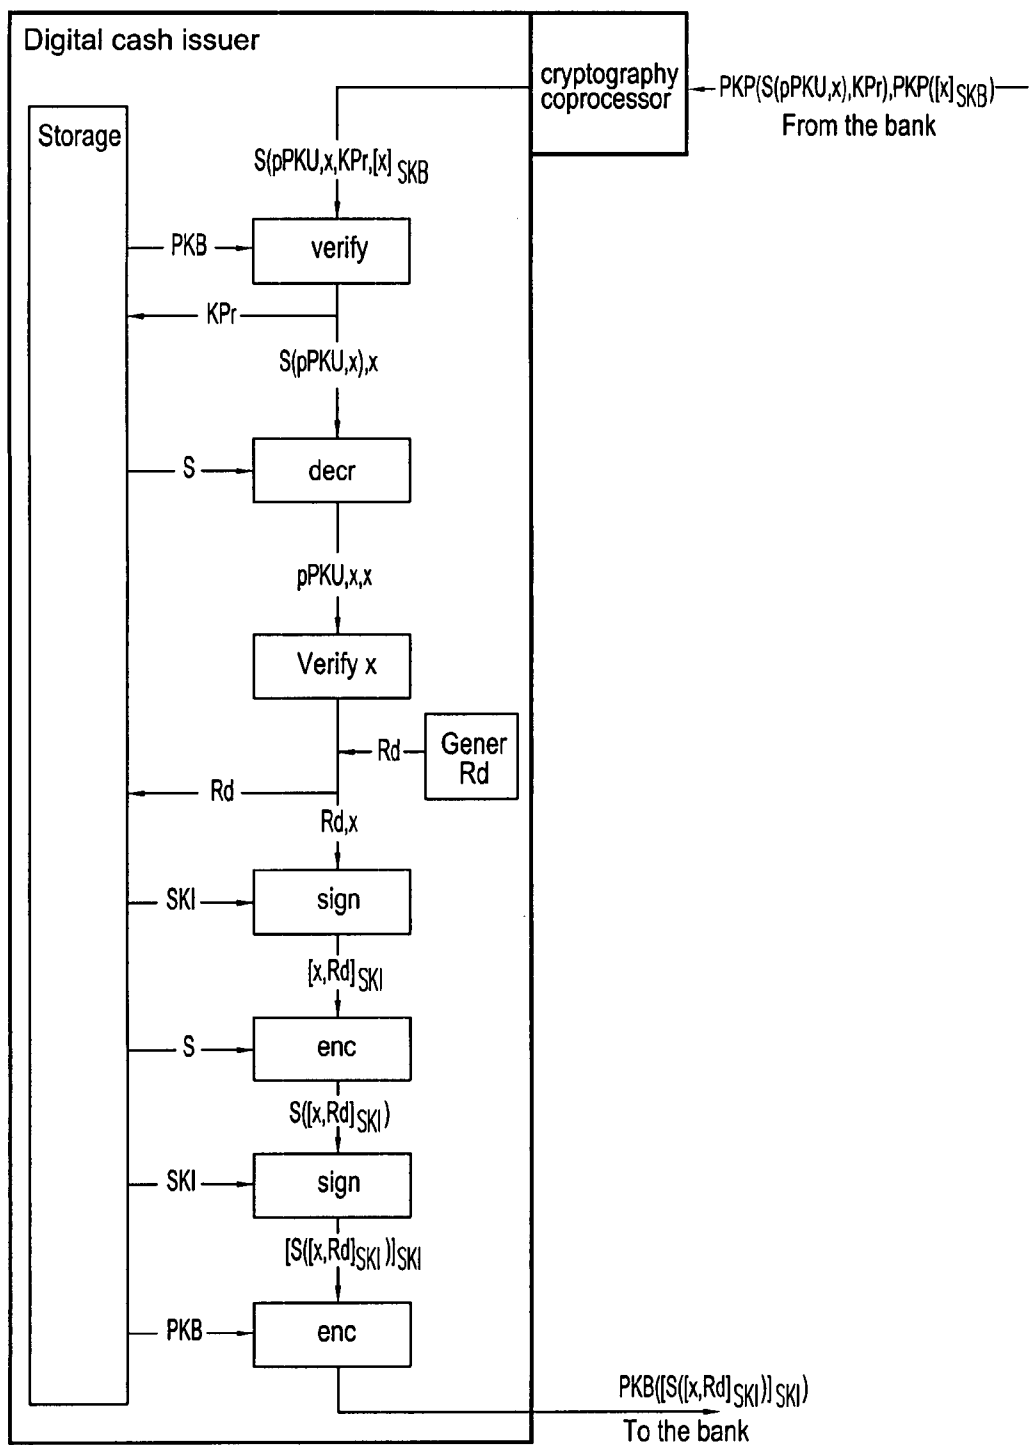 Digital cash issuer
cryptography
coprocessor
PKP(S(pPKU,x),KPr),PKP([x]SKB)
From the bank
Storage
S(pPKU,x,KPr,[x] SKB
PKB
verify
KPr
S(pPKU,x),x
S
decr
pPKU,x,x
Verify x
Rd
Gener
Rd
Rd
Rd,x
SKI
sign
[x,Rd]SKI
S
enc
S([x,Rd]SKI)
SKI
sign
[S([x,Rd]SKI)]SKI
PKB
enc
PKB([S([x,Rd]SKI)]SKI)
To the bank